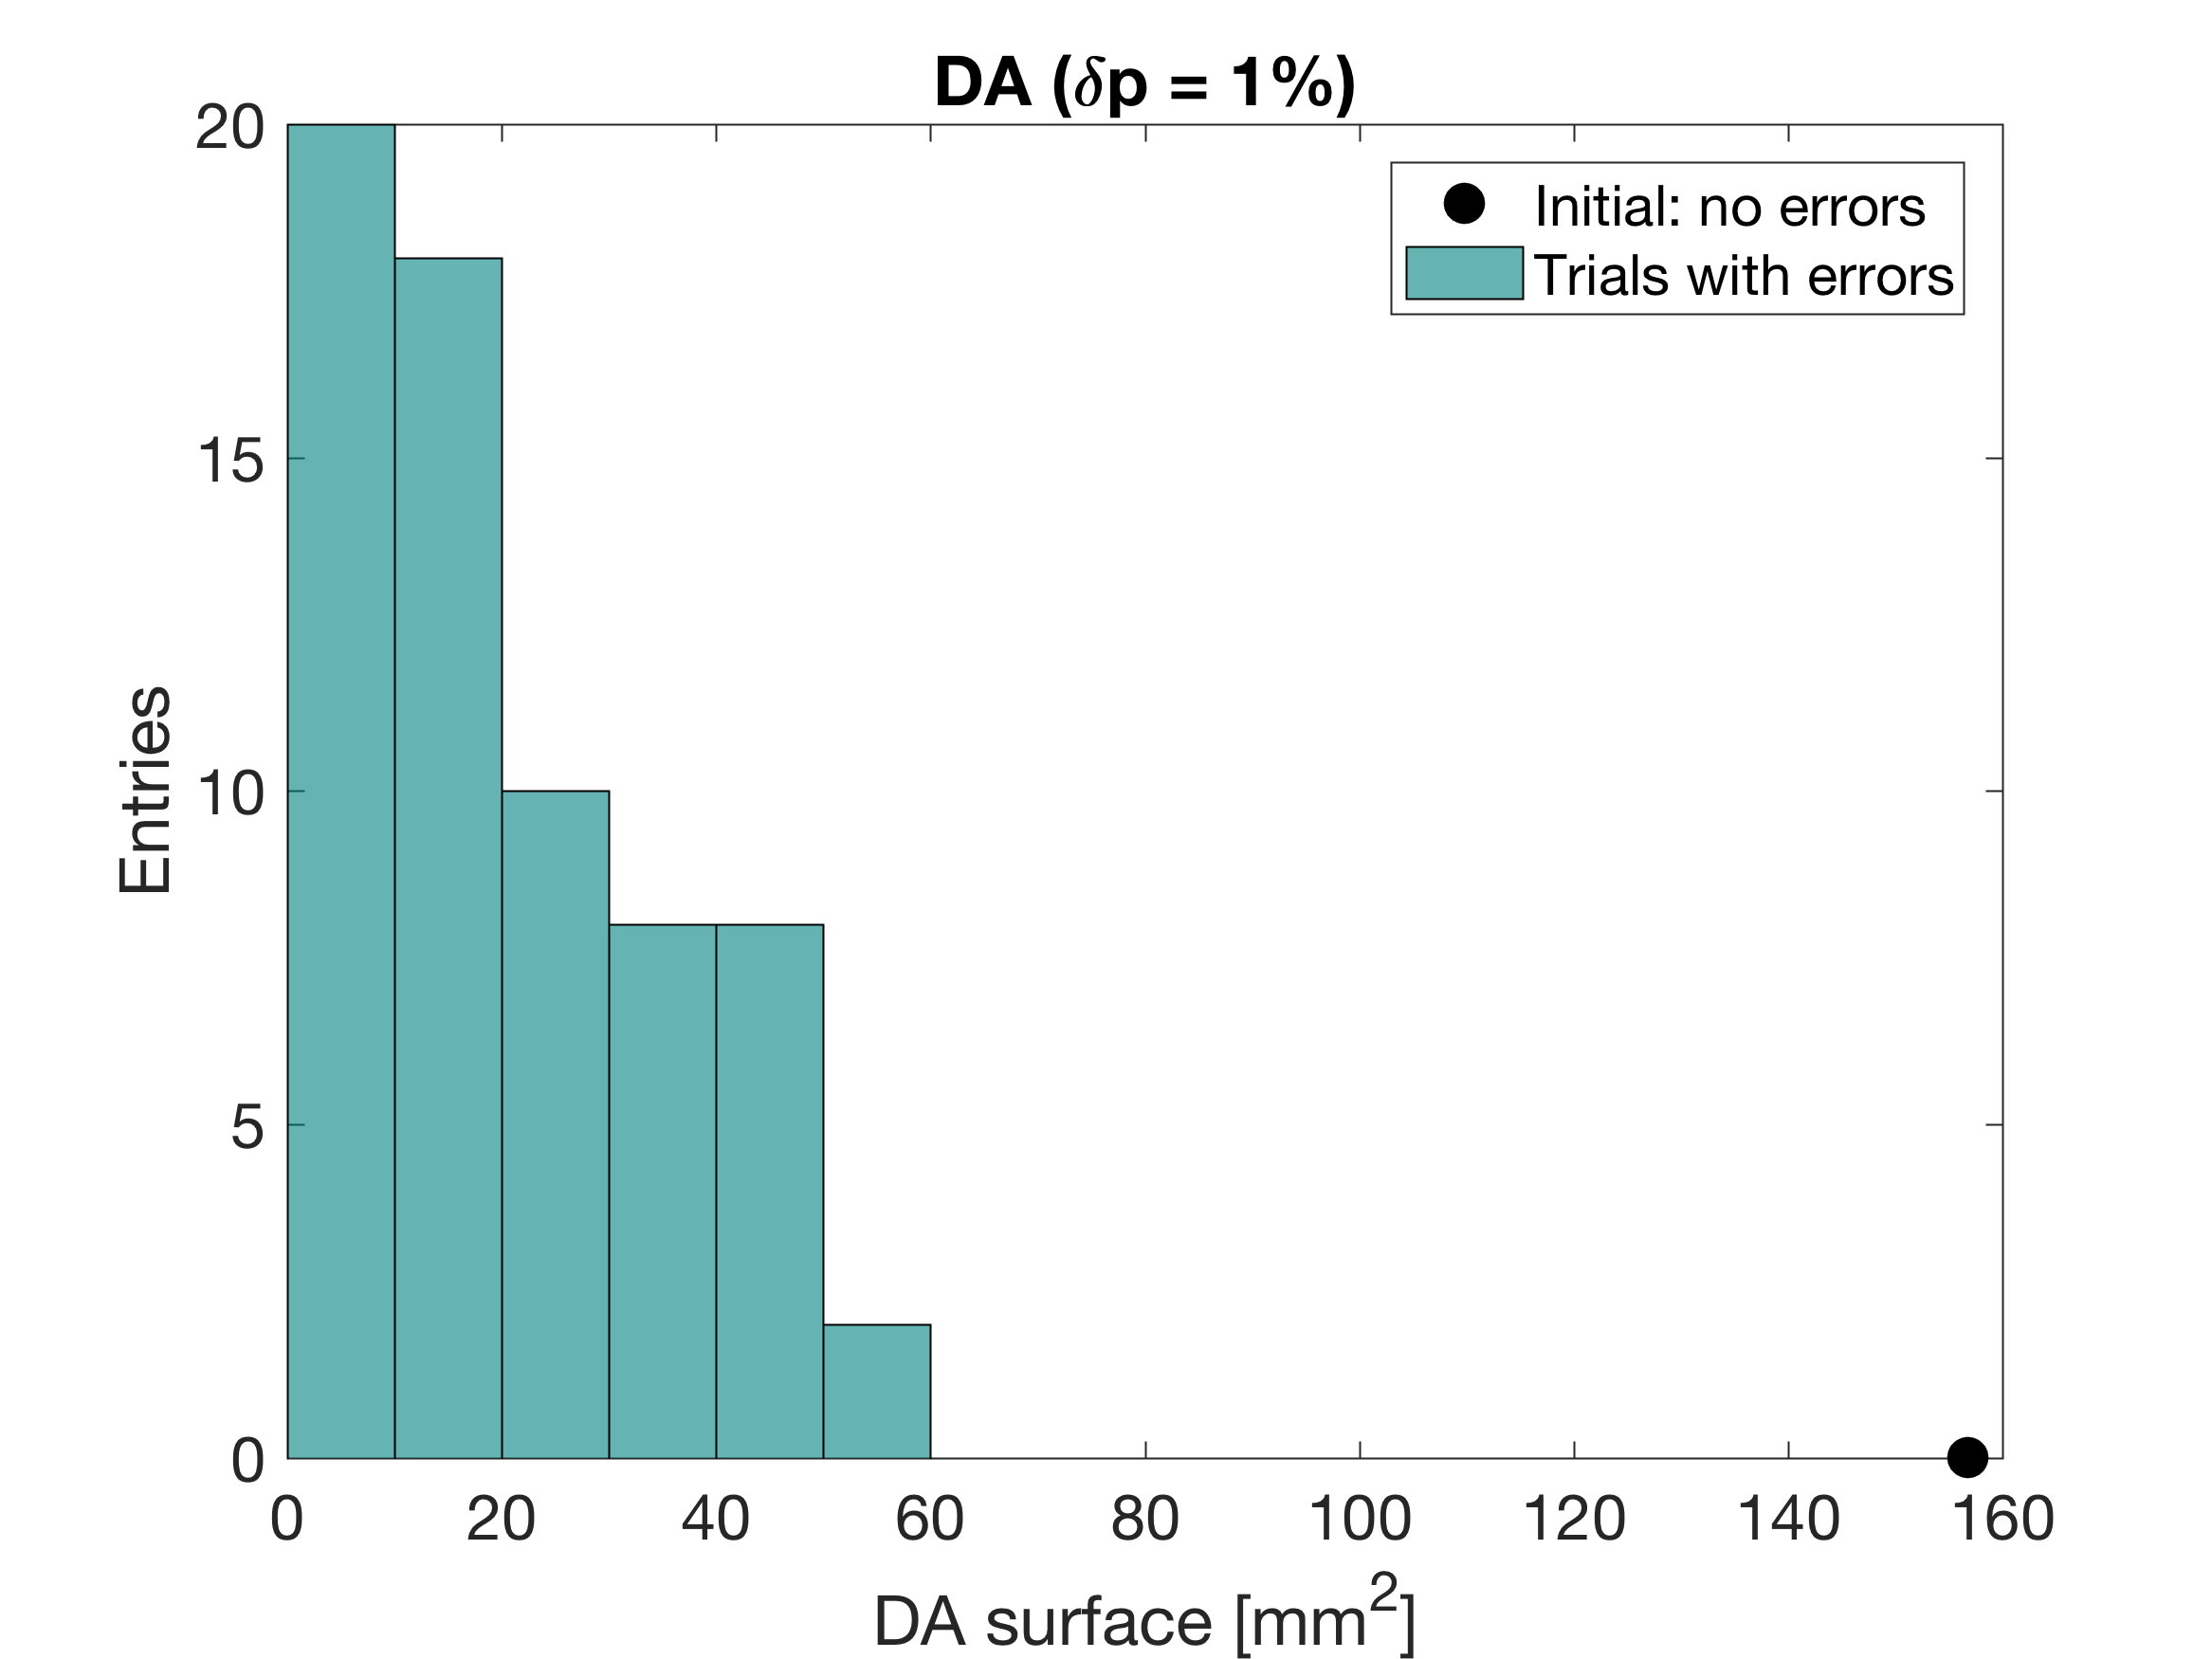 DA (δp = 1%)
Initial: no errors
Trials with errors
20
15
10
5
0
Entries
0 20 40 60 80 100 120 140 160
DA surface [mm²]